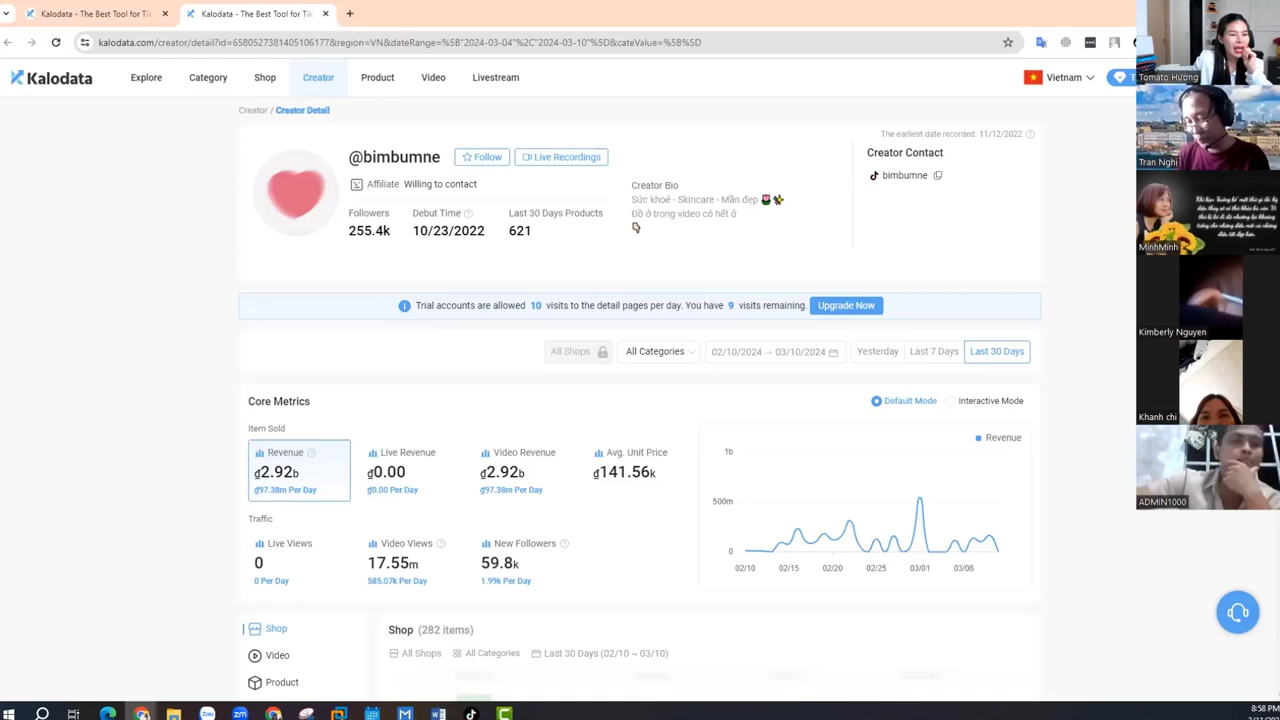 Kalodata - The Best Tool for Tik
Kalodata - The Best Tool for Tik
kalodata.com/creator/detail?id=6580527381405106177&region=VN&dateRange=%5B"2024-03-04"%2C"2024-03-10"%5D&cateValue=%5B%5D
Kalodata
Explore
Category
Shop
Creator
Product
Video
Livestream
Vietnam
Creator / Creator Detail
@bimbumne
Follow
Live Recordings
Affiliate Willing to contact
Followers
255.4k
Debut Time
10/23/2022
Last 30 Days Products
621
Creator Bio
Sức khoẻ - Skincare - Mần đẹp
Đồ ở trong video có hết ở
The earliest date recorded: 11/12/2022
Creator Contact
bimbumne
Trial accounts are allowed 10 visits to the detail pages per day. You have 9 visits remaining.
Upgrade Now
All Shops
All Categories
02/10/2024 → 03/10/2024
Yesterday
Last 7 Days
Last 30 Days
Core Metrics
Default Mode
Interactive Mode
Item Sold
Revenue
₫2.92b
₫97.38m Per Day
Live Revenue
₫0.00
₫0.00 Per Day
Video Revenue
₫2.92b
₫97.38m Per Day
Avg. Unit Price
₫141.56k
Traffic
Live Views
0
0 Per Day
Video Views
17.55m
585.07k Per Day
New Followers
59.8k
1.99k Per Day
Revenue
1b
500m
0
02/10
02/15
02/20
02/25
03/01
03/06
Shop
Video
Product
Shop (282 items)
All Shops
All Categories
Last 30 Days (02/10 ~ 03/10)
Tomato Hương
Tran Nghi
MinhMinh
Kimberly Nguyen
Khanh chi
ADMIN1000
8:58 PM